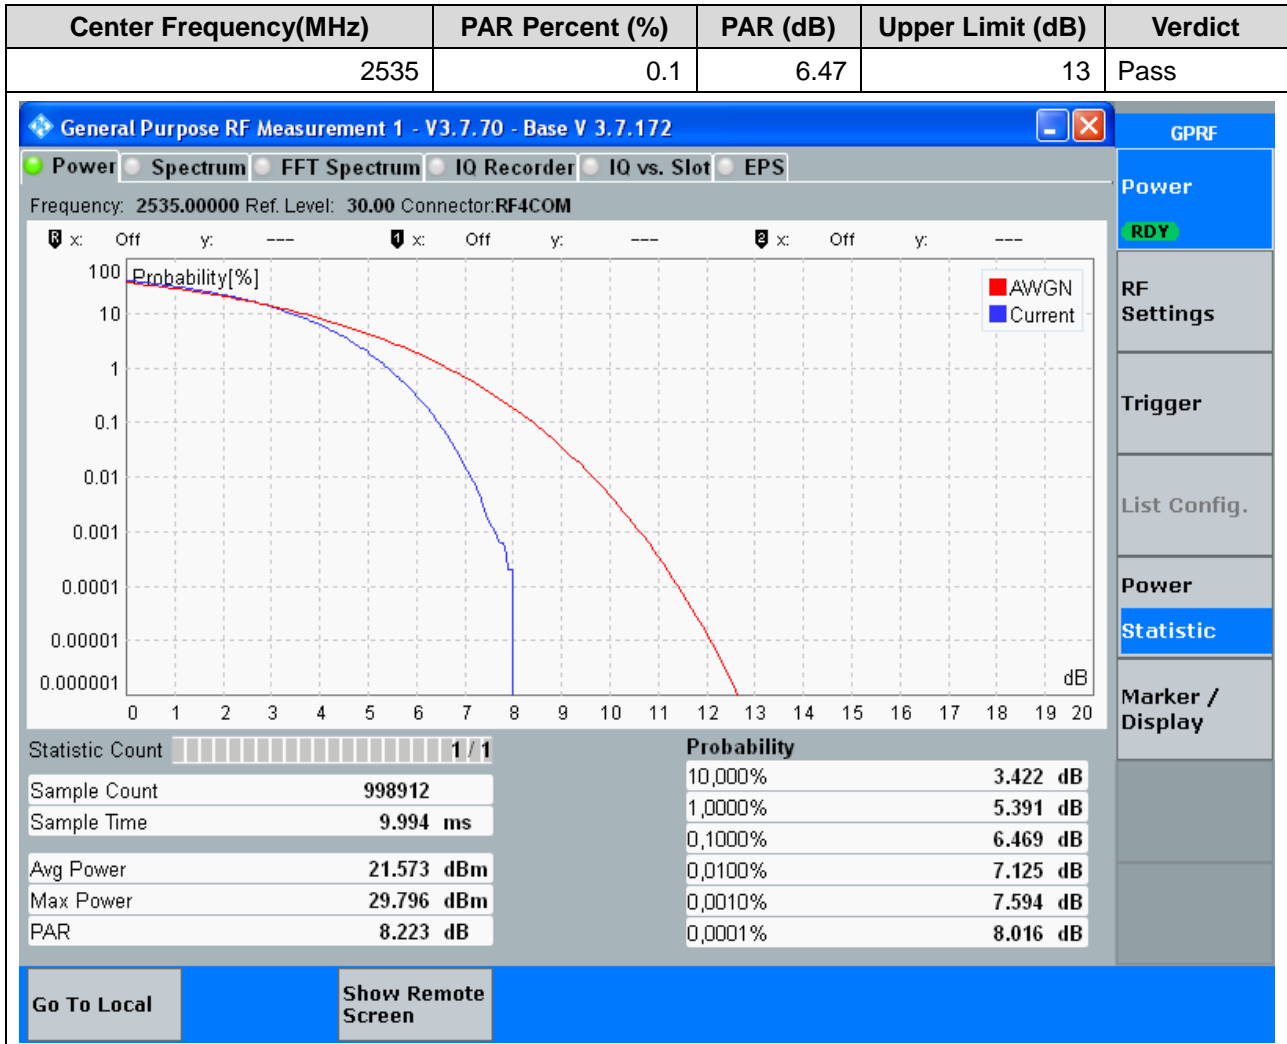 Center Frequency(MHz) PAR Percent (%) PAR (dB) Upper Limit (dB) Verdict
2535 0.1 6.47 13 Pass
General Purpose RF Measurement 1 - V3.7.70 - Base V 3.7.172
GPRF
Power Spectrum FFT Spectrum IQ Recorder IQ vs. Slot EPS
Frequency: 2535.00000 Ref. Level: 30.00 Connector:RF4COM
R x: Off y: --- 1 x: Off y: --- 2 x: Off y: ---
Probability[%]
AWGN
Current
100
10
1
0.1
0.01
0.001
0.0001
0.00001
0.000001
dB
0 1 2 3 4 5 6 7 8 9 10 11 12 13 14 15 16 17 18 19 20
Statistic Count 1 / 1
Sample Count 998912
Sample Time 9.994 ms
Avg Power 21.573 dBm
Max Power 29.796 dBm
PAR 8.223 dB
Probability
10,000% 3.422 dB
1,0000% 5.391 dB
0,1000% 6.469 dB
0,0100% 7.125 dB
0,0010% 7.594 dB
0,0001% 8.016 dB
Power
RDY
RF
Settings
Trigger
List Config.
Power
Statistic
Marker /
Display
Go To Local
Show Remote
Screen